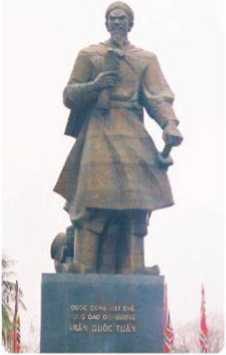 QUỐC CÔNG TIẾT CHẾ
HƯNG ĐẠO ĐẠI VƯƠNG
TRẦN QUỐC TUẤN